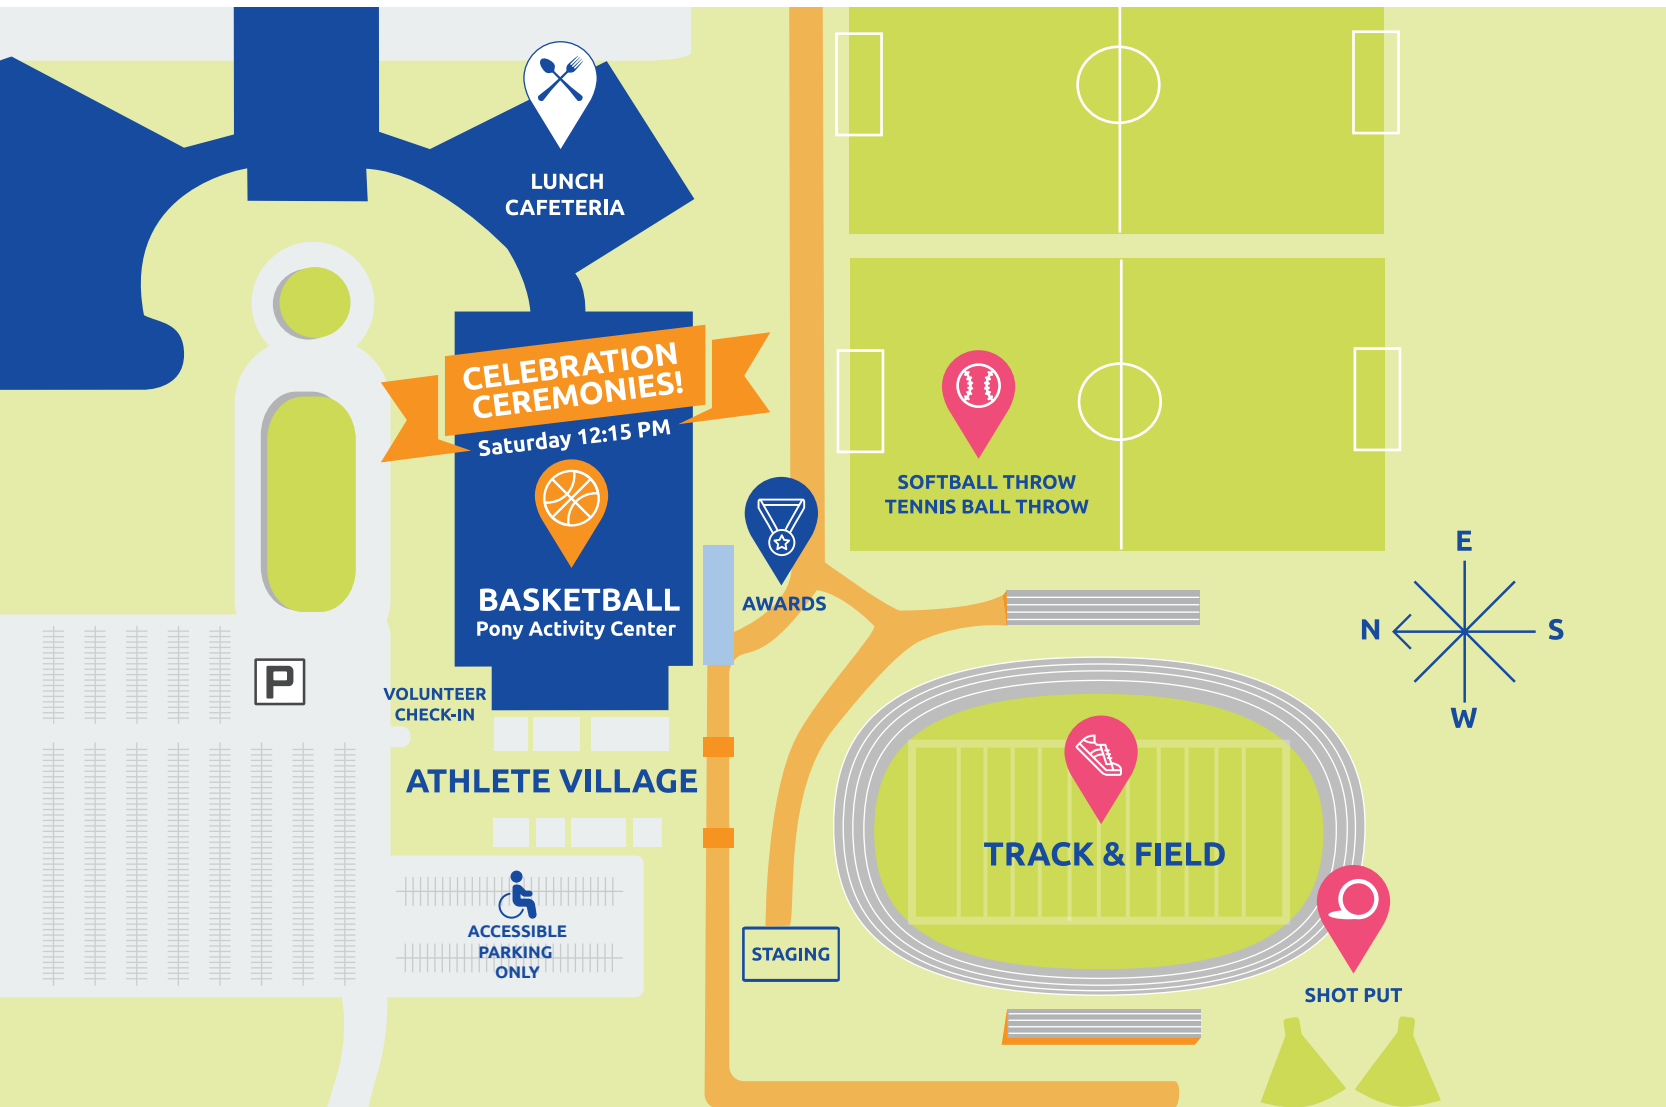 LUNCH
CAFETERIA
CELEBRATION
CEREMONIES!
Saturday 12:15 PM
BASKETBALL
Pony Activity Center
AWARDS
SOFTBALL THROW
TENNIS BALL THROW
E
N
S
W
P
VOLUNTEER
CHECK-IN
ATHLETE VILLAGE
TRACK & FIELD
ACCESSIBLE
PARKING
ONLY
STAGING
SHOT PUT